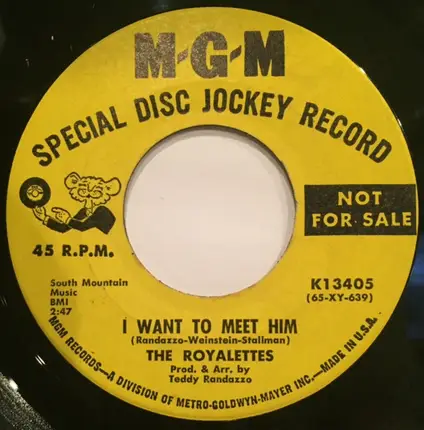 M-G-M
SPECIAL DISC JOCKEY RECORD
NOT
FOR SALE
45 R.P.M.
South Mountain
Music
BMI
2:47
K13405
(65-XY-639)
I WANT TO MEET HIM
(Randazzo-Weinstein-Stallman)
THE ROYALETTES
Prod. & Arr. by
Teddy Randazzo
MGM RECORDS—A DIVISION OF METRO-GOLDWYN-MAYER INC.—MADE IN U.S.A.